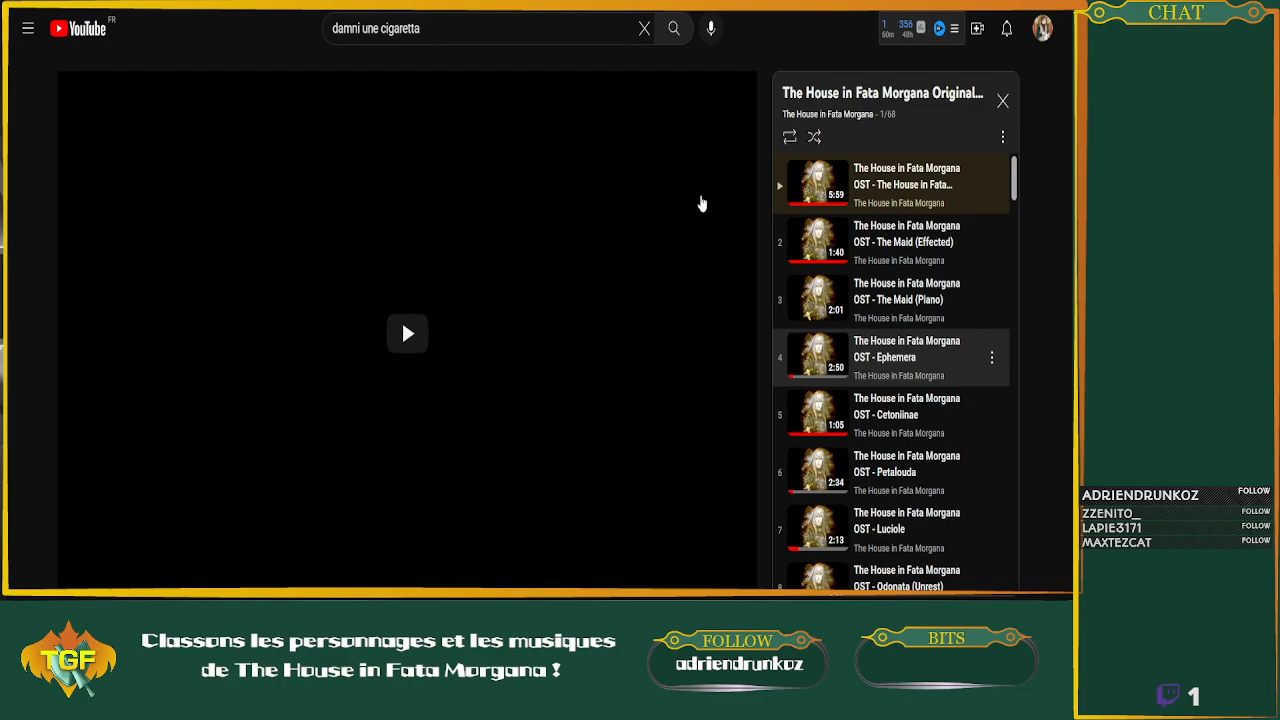 YouTube FR
damni une cigaretta
1 356
60m 48h
The House in Fata Morgana Original...
The House in Fata Morgana - 1/68
The House in Fata Morgana
OST - The House in Fata...
The House in Fata Morgana
5:59
2
The House in Fata Morgana
OST - The Maid (Effected)
The House in Fata Morgana
1:40
3
The House in Fata Morgana
OST - The Maid (Piano)
The House in Fata Morgana
2:01
4
The House in Fata Morgana
OST - Ephemera
The House in Fata Morgana
2:50
5
The House in Fata Morgana
OST - Cetoniinae
The House in Fata Morgana
1:05
6
The House in Fata Morgana
OST - Petalouda
The House in Fata Morgana
2:34
7
The House in Fata Morgana
OST - Luciole
The House in Fata Morgana
2:13
8
The House in Fata Morgana
OST - Odonata (Unrest)
CHAT
ADRIENDRUNKOZ FOLLOW
ZZENITO_ FOLLOW
LAPIE3171 FOLLOW
MAXTEZCAT FOLLOW
TGF
Classons les personnages et les musiques
de The House in Fata Morgana !
FOLLOW
adriendrunkoz
BITS
1